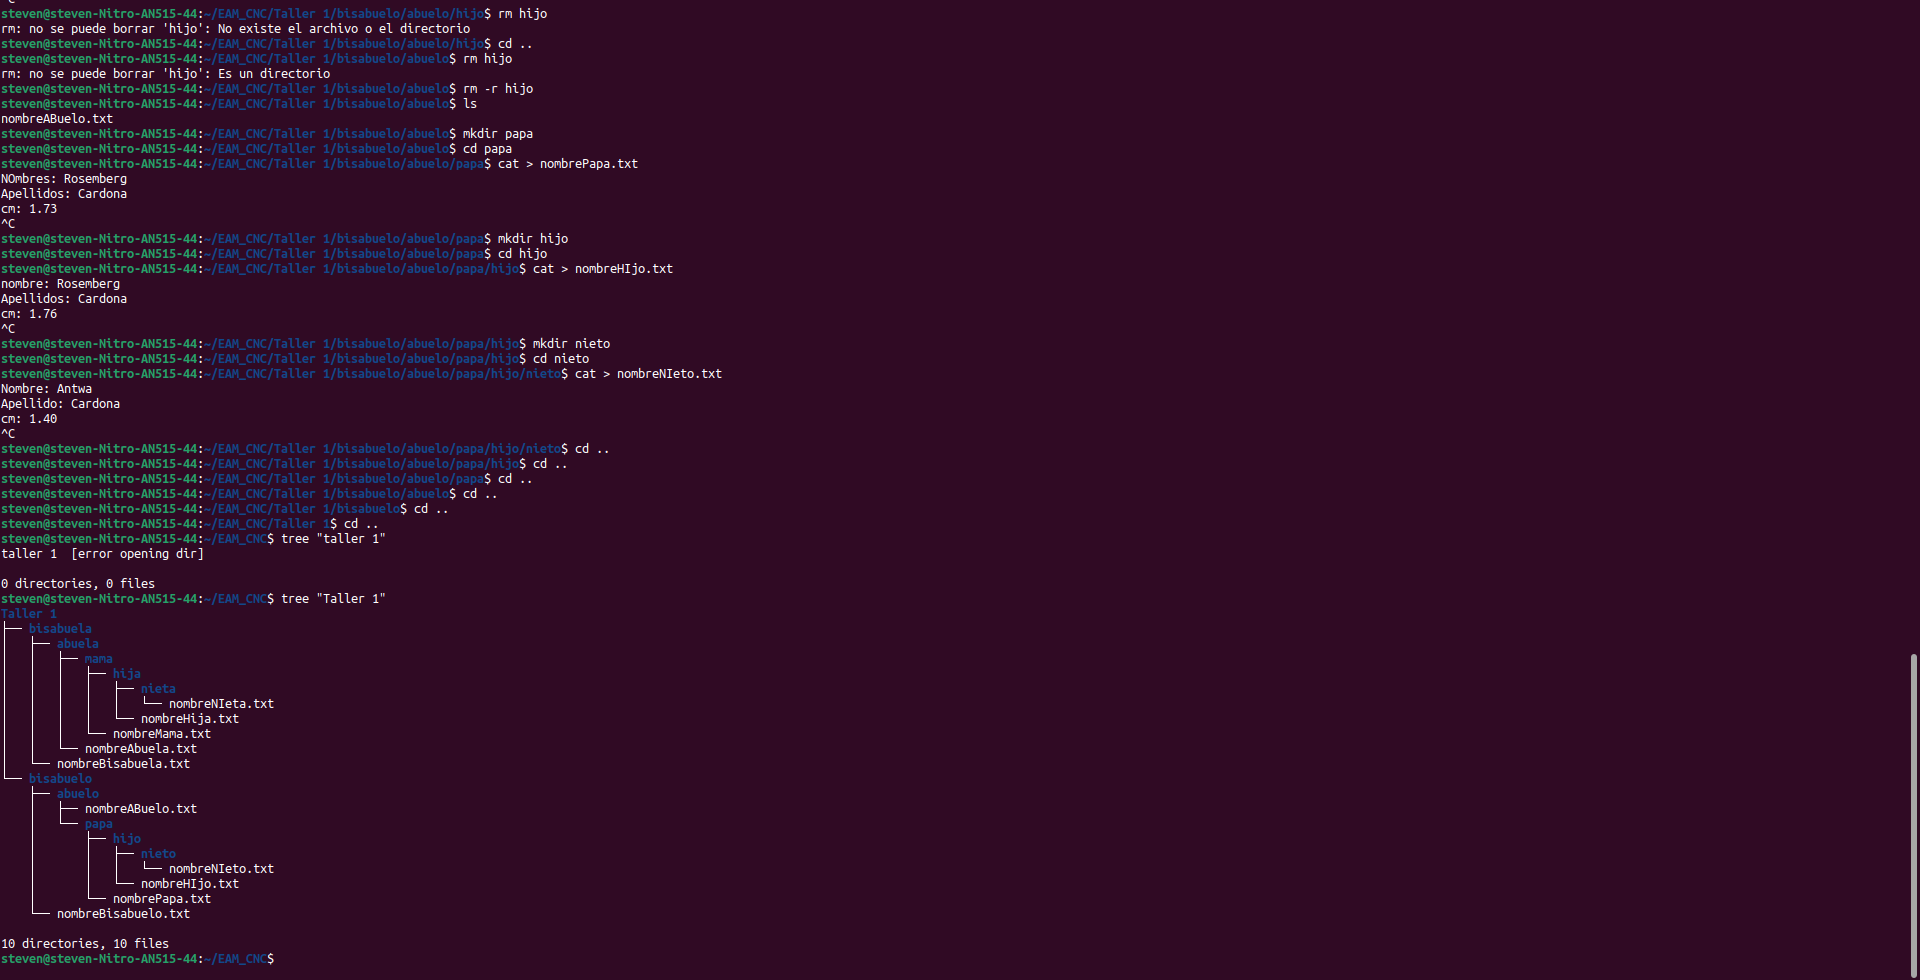 steven@steven-Nitro-AN515-44:~/EAM_CNC/Taller 1/bisabuelo/abuelo/hijo$ rm hijo
rm: no se puede borrar 'hijo': No existe el archivo o el directorio
steven@steven-Nitro-AN515-44:~/EAM_CNC/Taller 1/bisabuelo/abuelo/hijo$ cd ..
steven@steven-Nitro-AN515-44:~/EAM_CNC/Taller 1/bisabuelo/abuelo$ rm hijo
rm: no se puede borrar 'hijo': Es un directorio
steven@steven-Nitro-AN515-44:~/EAM_CNC/Taller 1/bisabuelo/abuelo$ rm -r hijo
steven@steven-Nitro-AN515-44:~/EAM_CNC/Taller 1/bisabuelo/abuelo$ ls
nombreABuelo.txt
steven@steven-Nitro-AN515-44:~/EAM_CNC/Taller 1/bisabuelo/abuelo$ mkdir papa
steven@steven-Nitro-AN515-44:~/EAM_CNC/Taller 1/bisabuelo/abuelo$ cd papa
steven@steven-Nitro-AN515-44:~/EAM_CNC/Taller 1/bisabuelo/abuelo/papa$ cat > nombrePapa.txt
NOmbres: Rosemberg
Apellidos: Cardona
cm: 1.73
^C
steven@steven-Nitro-AN515-44:~/EAM_CNC/Taller 1/bisabuelo/abuelo/papa$ mkdir hijo
steven@steven-Nitro-AN515-44:~/EAM_CNC/Taller 1/bisabuelo/abuelo/papa$ cd hijo
steven@steven-Nitro-AN515-44:~/EAM_CNC/Taller 1/bisabuelo/abuelo/papa/hijo$ cat > nombreHIjo.txt
nombre: Rosemberg
Apellidos: Cardona
cm: 1.76
^C
steven@steven-Nitro-AN515-44:~/EAM_CNC/Taller 1/bisabuelo/abuelo/papa/hijo$ mkdir nieto
steven@steven-Nitro-AN515-44:~/EAM_CNC/Taller 1/bisabuelo/abuelo/papa/hijo$ cd nieto
steven@steven-Nitro-AN515-44:~/EAM_CNC/Taller 1/bisabuelo/abuelo/papa/hijo/nieto$ cat > nombreNIeto.txt
Nombre: Antwa
Apellido: Cardona
cm: 1.40
^C
steven@steven-Nitro-AN515-44:~/EAM_CNC/Taller 1/bisabuelo/abuelo/papa/hijo/nieto$ cd ..
steven@steven-Nitro-AN515-44:~/EAM_CNC/Taller 1/bisabuelo/abuelo/papa/hijo$ cd ..
steven@steven-Nitro-AN515-44:~/EAM_CNC/Taller 1/bisabuelo/abuelo/papa$ cd ..
steven@steven-Nitro-AN515-44:~/EAM_CNC/Taller 1/bisabuelo/abuelo$ cd ..
steven@steven-Nitro-AN515-44:~/EAM_CNC/Taller 1/bisabuelo$ cd ..
steven@steven-Nitro-AN515-44:~/EAM_CNC/Taller 1$ cd ..
steven@steven-Nitro-AN515-44:~/EAM_CNC$ tree "taller 1"
taller 1  [error opening dir]
0 directories, 0 files
steven@steven-Nitro-AN515-44:~/EAM_CNC$ tree "Taller 1"
Taller 1
├── bisabuela
│   ├── abuela
│   │   ├── mama
│   │   │   ├── hija
│   │   │   │   ├── nieta
│   │   │   │   │   └── nombreNIeta.txt
│   │   │   │   └── nombreHija.txt
│   │   │   └── nombreMama.txt
│   │   └── nombreAbuela.txt
│   └── nombreBisabuela.txt
└── bisabuelo
    ├── abuelo
    │   ├── nombreABuelo.txt
    │   └── papa
    │       ├── hijo
    │       │   ├── nieto
    │       │   │   └── nombreNIeto.txt
    │       │   └── nombreHIjo.txt
    │       └── nombrePapa.txt
    └── nombreBisabuelo.txt
10 directories, 10 files
steven@steven-Nitro-AN515-44:~/EAM_CNC$